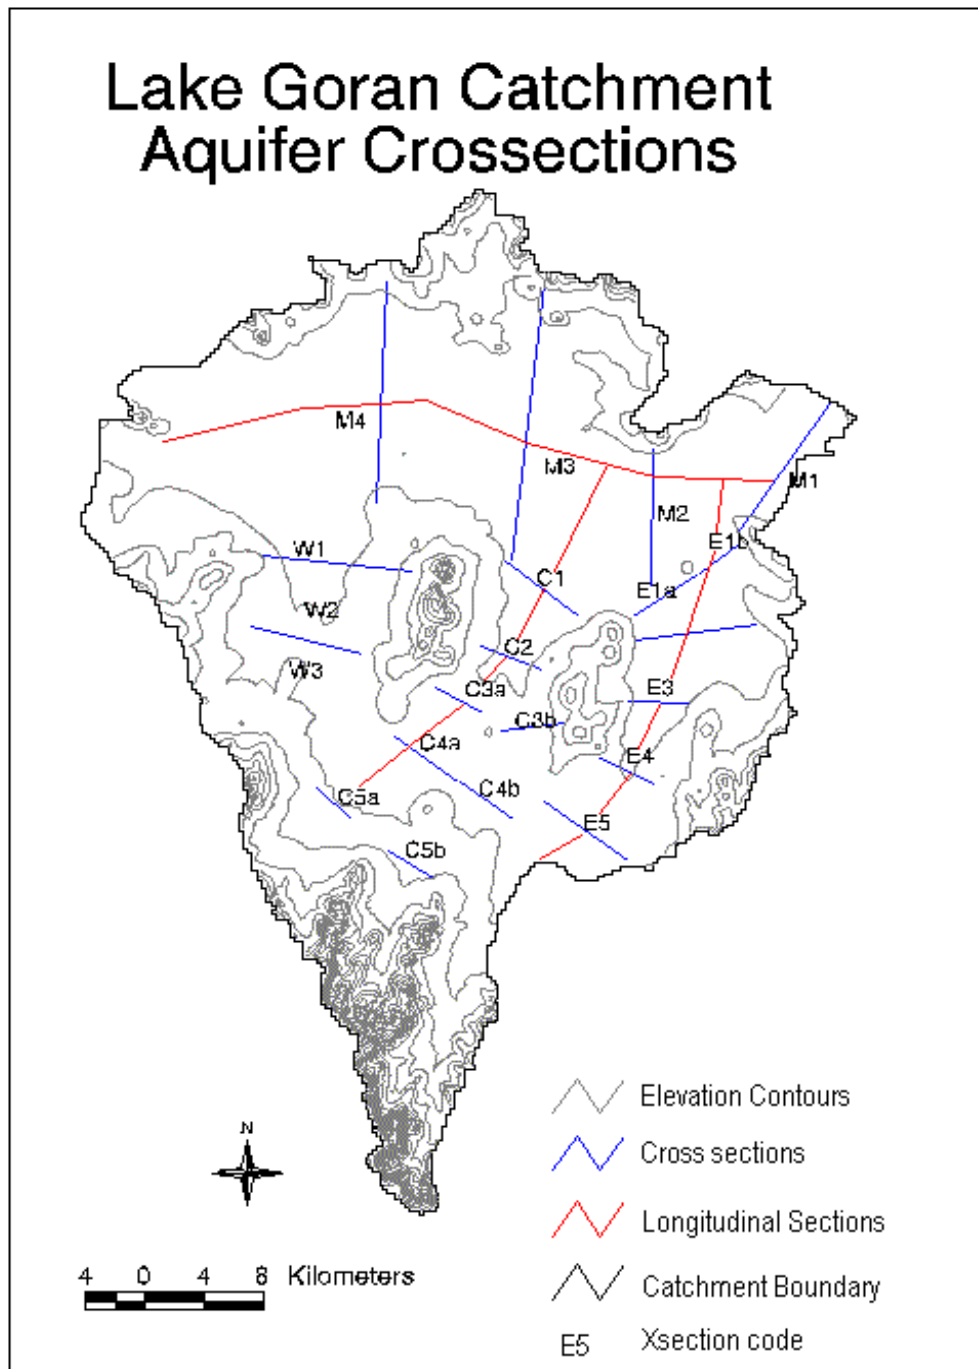 Lake Goran Catchment
Aquifer Crossections
M4
M3
M1
M2
E1b
W1
C1
E1a
W2
C2
W3
C3a
E3
C3b
C4a
E4
C4b
C5a
E5
C5b
Elevation Contours
N
Cross sections
Longitudinal Sections
4 0 4 8 Kilometers
Catchment Boundary
E5 Xsection code